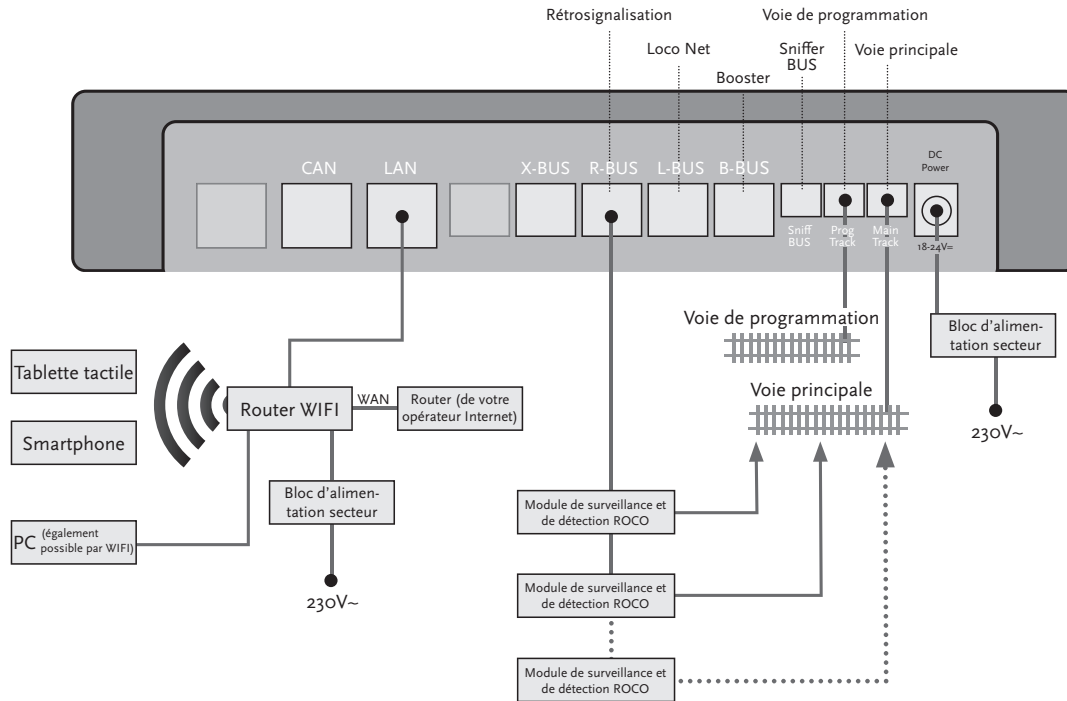 Rétrosignalisation
Voie de programmation
Loco Net
Sniffer
BUS
Voie principale
Booster
CAN
LAN
X-BUS
R-BUS
L-BUS
B-BUS
DC
Power
Sniff
BUS
Prog
Track
Main
Track
18-24V=
Voie de programmation
Bloc d'alimen-
tation secteur
Tablette tactile
Router WIFI
WAN
Router (de votre
opérateur Internet)
Voie principale
230V~
Smartphone
Bloc d'alimen-
tation secteur
Module de surveillance et
de détection ROCO
PC (également
possible par WIFI)
Module de surveillance et
de détection ROCO
230V~
Module de surveillance et
de détection ROCO